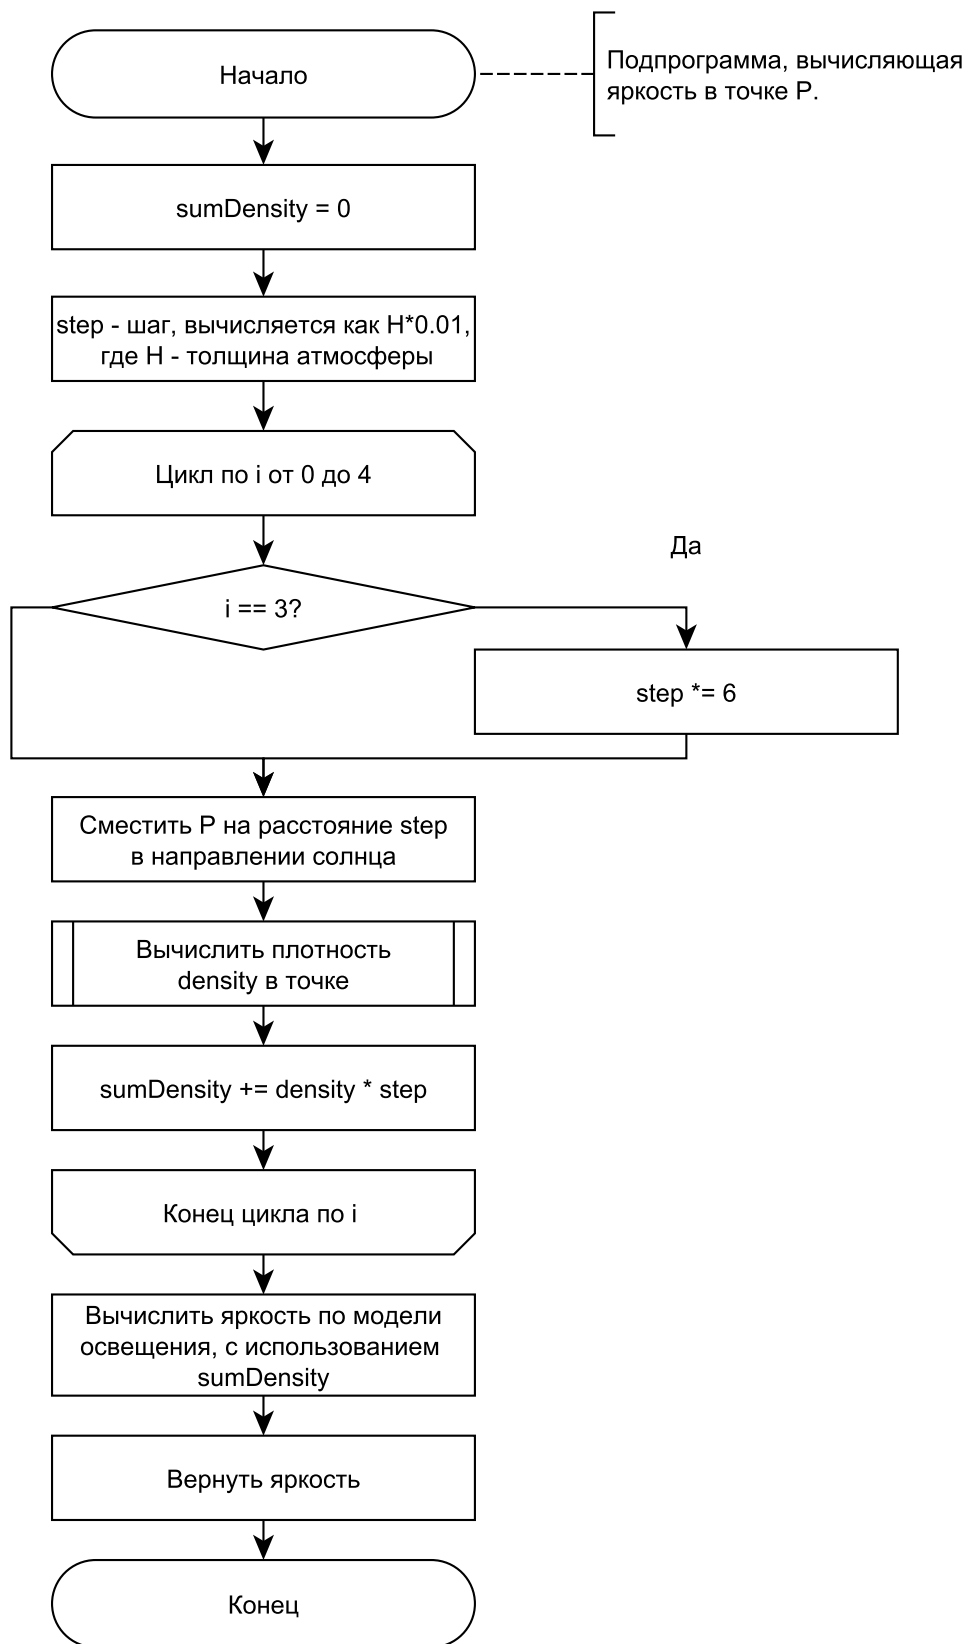 Начало
Подпрограмма, вычисляющая
яркость в точке P.
sumDensity = 0
step - шаг, вычисляется как H*0.01,
где H - толщина атмосферы
Цикл по i от 0 до 4
Да
i == 3?
step *= 6
Сместить P на расстояние step
в направлении солнца
Вычислить плотность
density в точке
sumDensity += density * step
Конец цикла по i
Вычислить яркость по модели
освещения, с использованием
sumDensity
Вернуть яркость
Конец